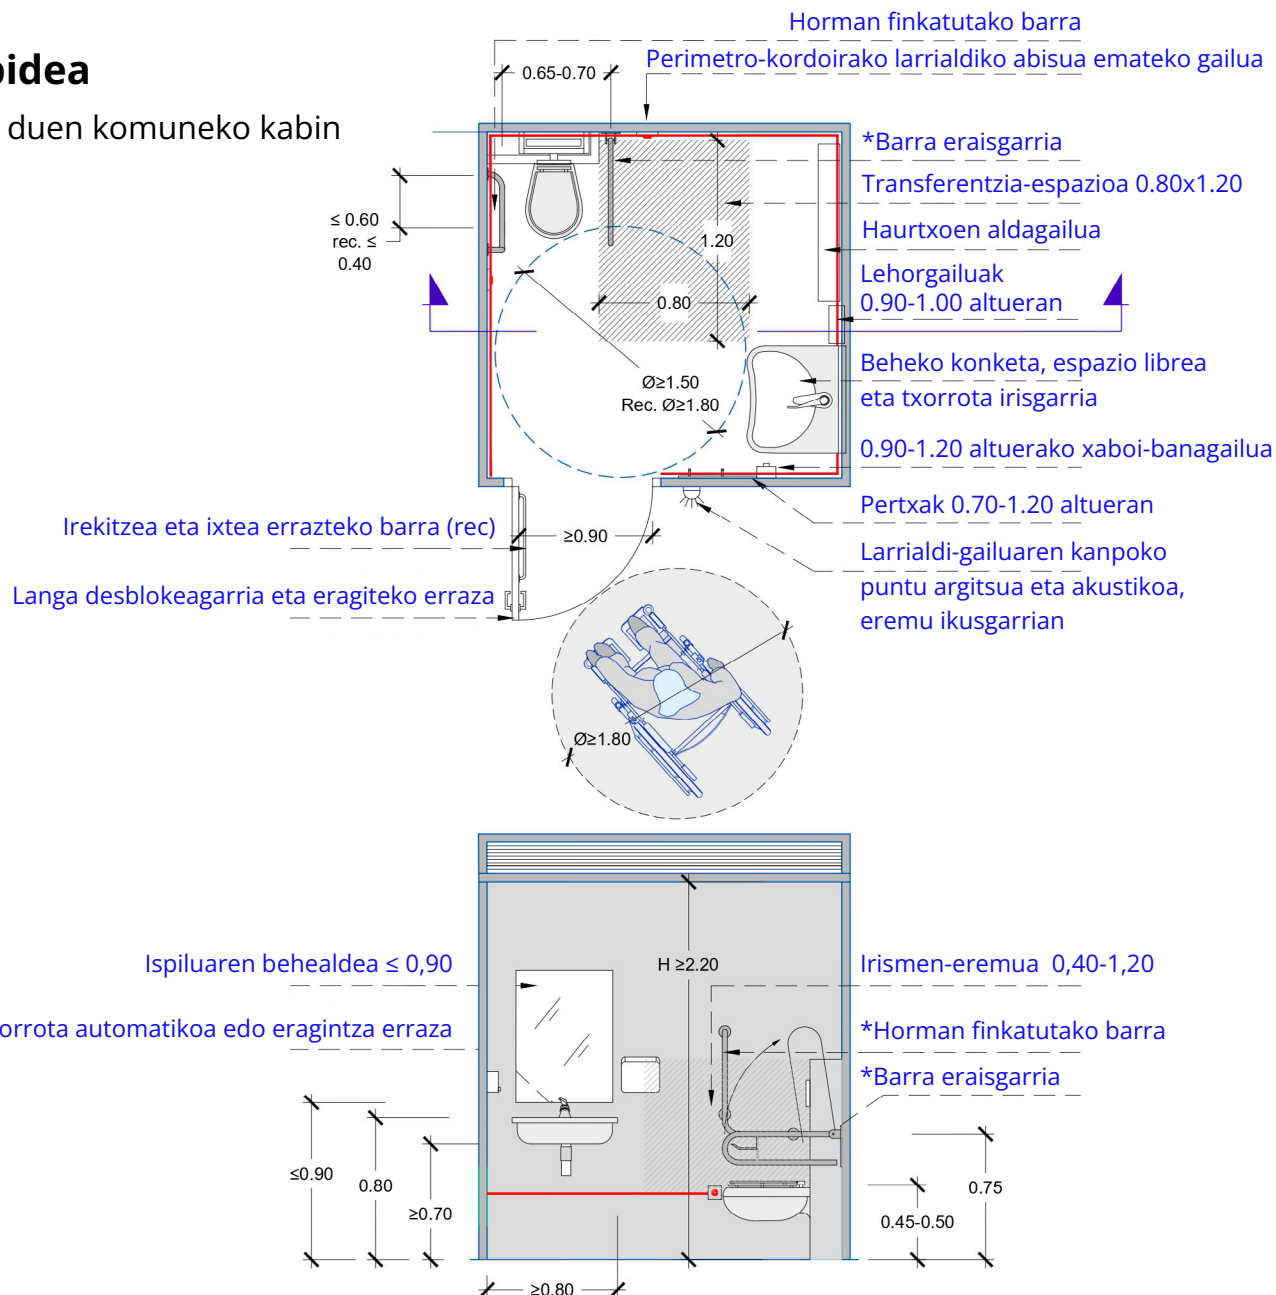 bidea
duen komuneko kabin
Horman finkatutako barra
Perimetro-kordoirako larrialdiko abisua emateko gailua
0.65-0.70
*Barra eraisgarria
Transferentzia-espazioa 0.80x1.20
≤ 0.60
rec. ≤
0.40
1.20
Haurtxoen aldagailua
Lehorgailuak
0.90-1.00 altueran
0.80
Beheko konketa, espazio librea
eta txorrota irisgarria
Ø≥1.50
Rec. Ø≥1.80
0.90-1.20 altuerako xaboi-banagailua
Pertxak 0.70-1.20 altueran
Irekitzea eta ixtea errazteko barra (rec)
≥0.90
Larrialdi-gailuaren kanpoko
puntu argitsua eta akustikoa,
eremu ikusgarrian
Langa desblokeagarria eta eragiteko erraza
Ø≥1.80
Ispiluaren behealdea ≤ 0,90
H ≥2.20
Irismen-eremua 0,40-1,20
orrota automatikoa edo eragintza erraza
*Horman finkatutako barra
*Barra eraisgarria
≤0.90
0.80
≥0.70
0.75
0.45-0.50
≥0.80